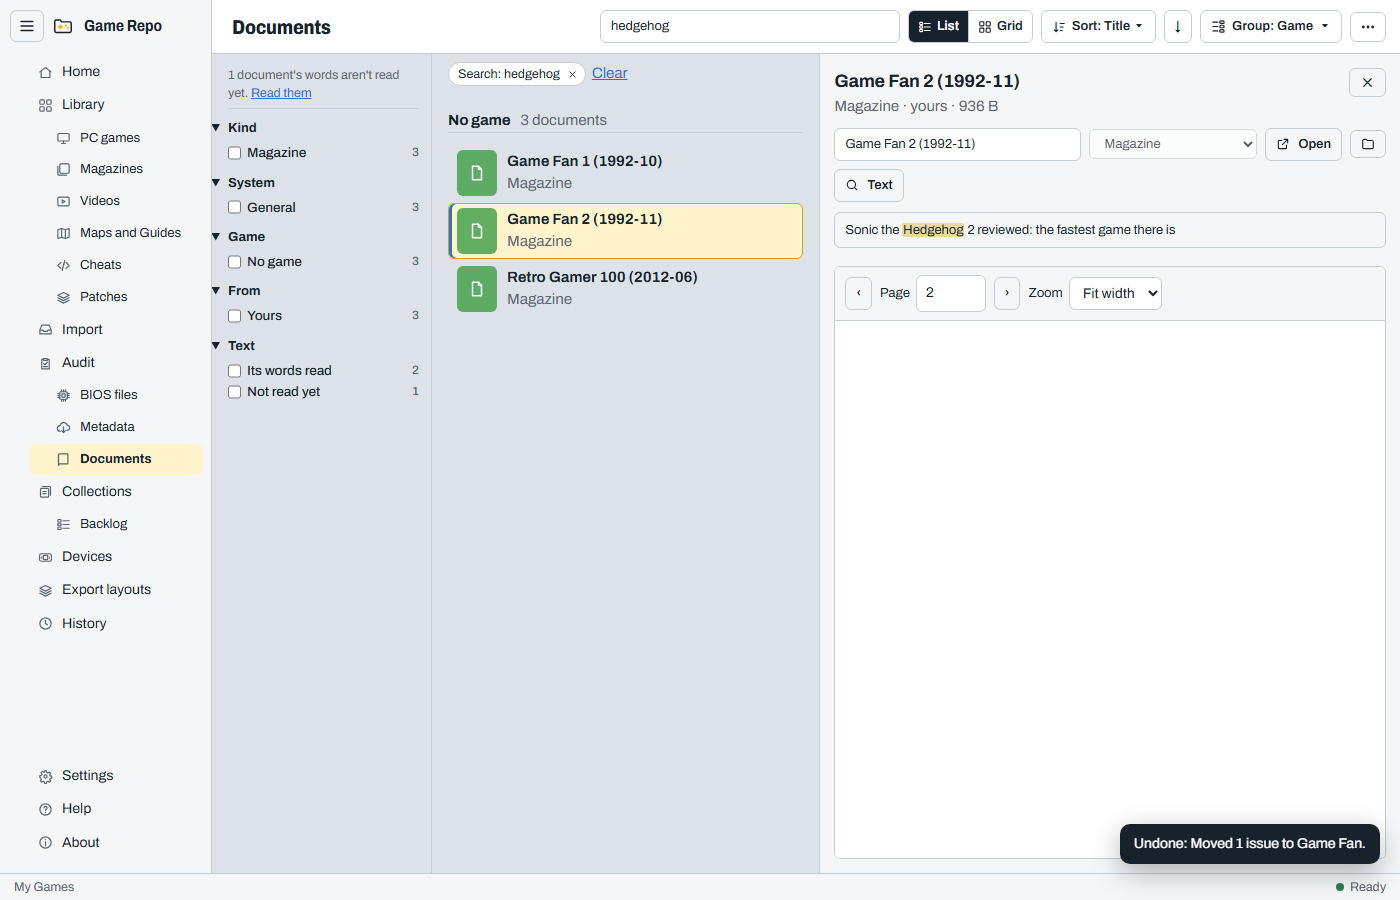 Game Repo
Home
Library
PC games
Magazines
Videos
Maps and Guides
Cheats
Patches
Import
Audit
BIOS files
Metadata
Documents
Collections
Backlog
Devices
Export layouts
History
Settings
Help
About
Documents
hedgehog
List
Grid
Sort: Title
Group: Game
1 document's words aren't read
yet. Read them
Kind
Magazine 3
System
General 3
Game
No game 3
From
Yours 3
Text
Its words read 2
Not read yet 1
Search: hedgehog
Clear
No game 3 documents
Game Fan 1 (1992-10)
Magazine
Game Fan 2 (1992-11)
Magazine
Retro Gamer 100 (2012-06)
Magazine
Game Fan 2 (1992-11)
Magazine · yours · 936 B
Game Fan 2 (1992-11)
Magazine
Open
Text
Sonic the Hedgehog 2 reviewed: the fastest game there is
Page 2 Zoom Fit width
Undone: Moved 1 issue to Game Fan.
My Games
Ready